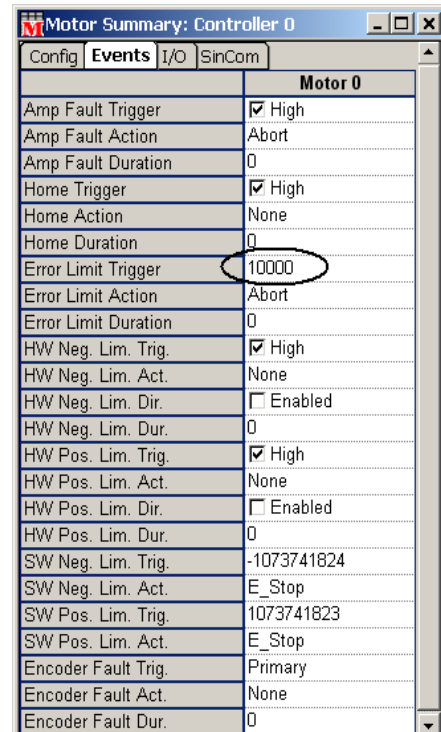 Motor Summary: Controller 0
Config Events I/O SinCom
Motor 0
Amp Fault Trigger High
Amp Fault Action Abort
Amp Fault Duration 0
Home Trigger High
Home Action None
Home Duration 0
Error Limit Trigger 10000
Error Limit Action Abort
Error Limit Duration 0
HW Neg. Lim. Trig. High
HW Neg. Lim. Act. None
HW Neg. Lim. Dir. Enabled
HW Neg. Lim. Dur. 0
HW Pos. Lim. Trig. High
HW Pos. Lim. Act. None
HW Pos. Lim. Dir. Enabled
HW Pos. Lim. Dur. 0
SW Neg. Lim. Trig. -1073741824
SW Neg. Lim. Act. E_Stop
SW Pos. Lim. Trig. 1073741823
SW Pos. Lim. Act. E_Stop
Encoder Fault Trig. Primary
Encoder Fault Act. None
Encoder Fault Dur. 0